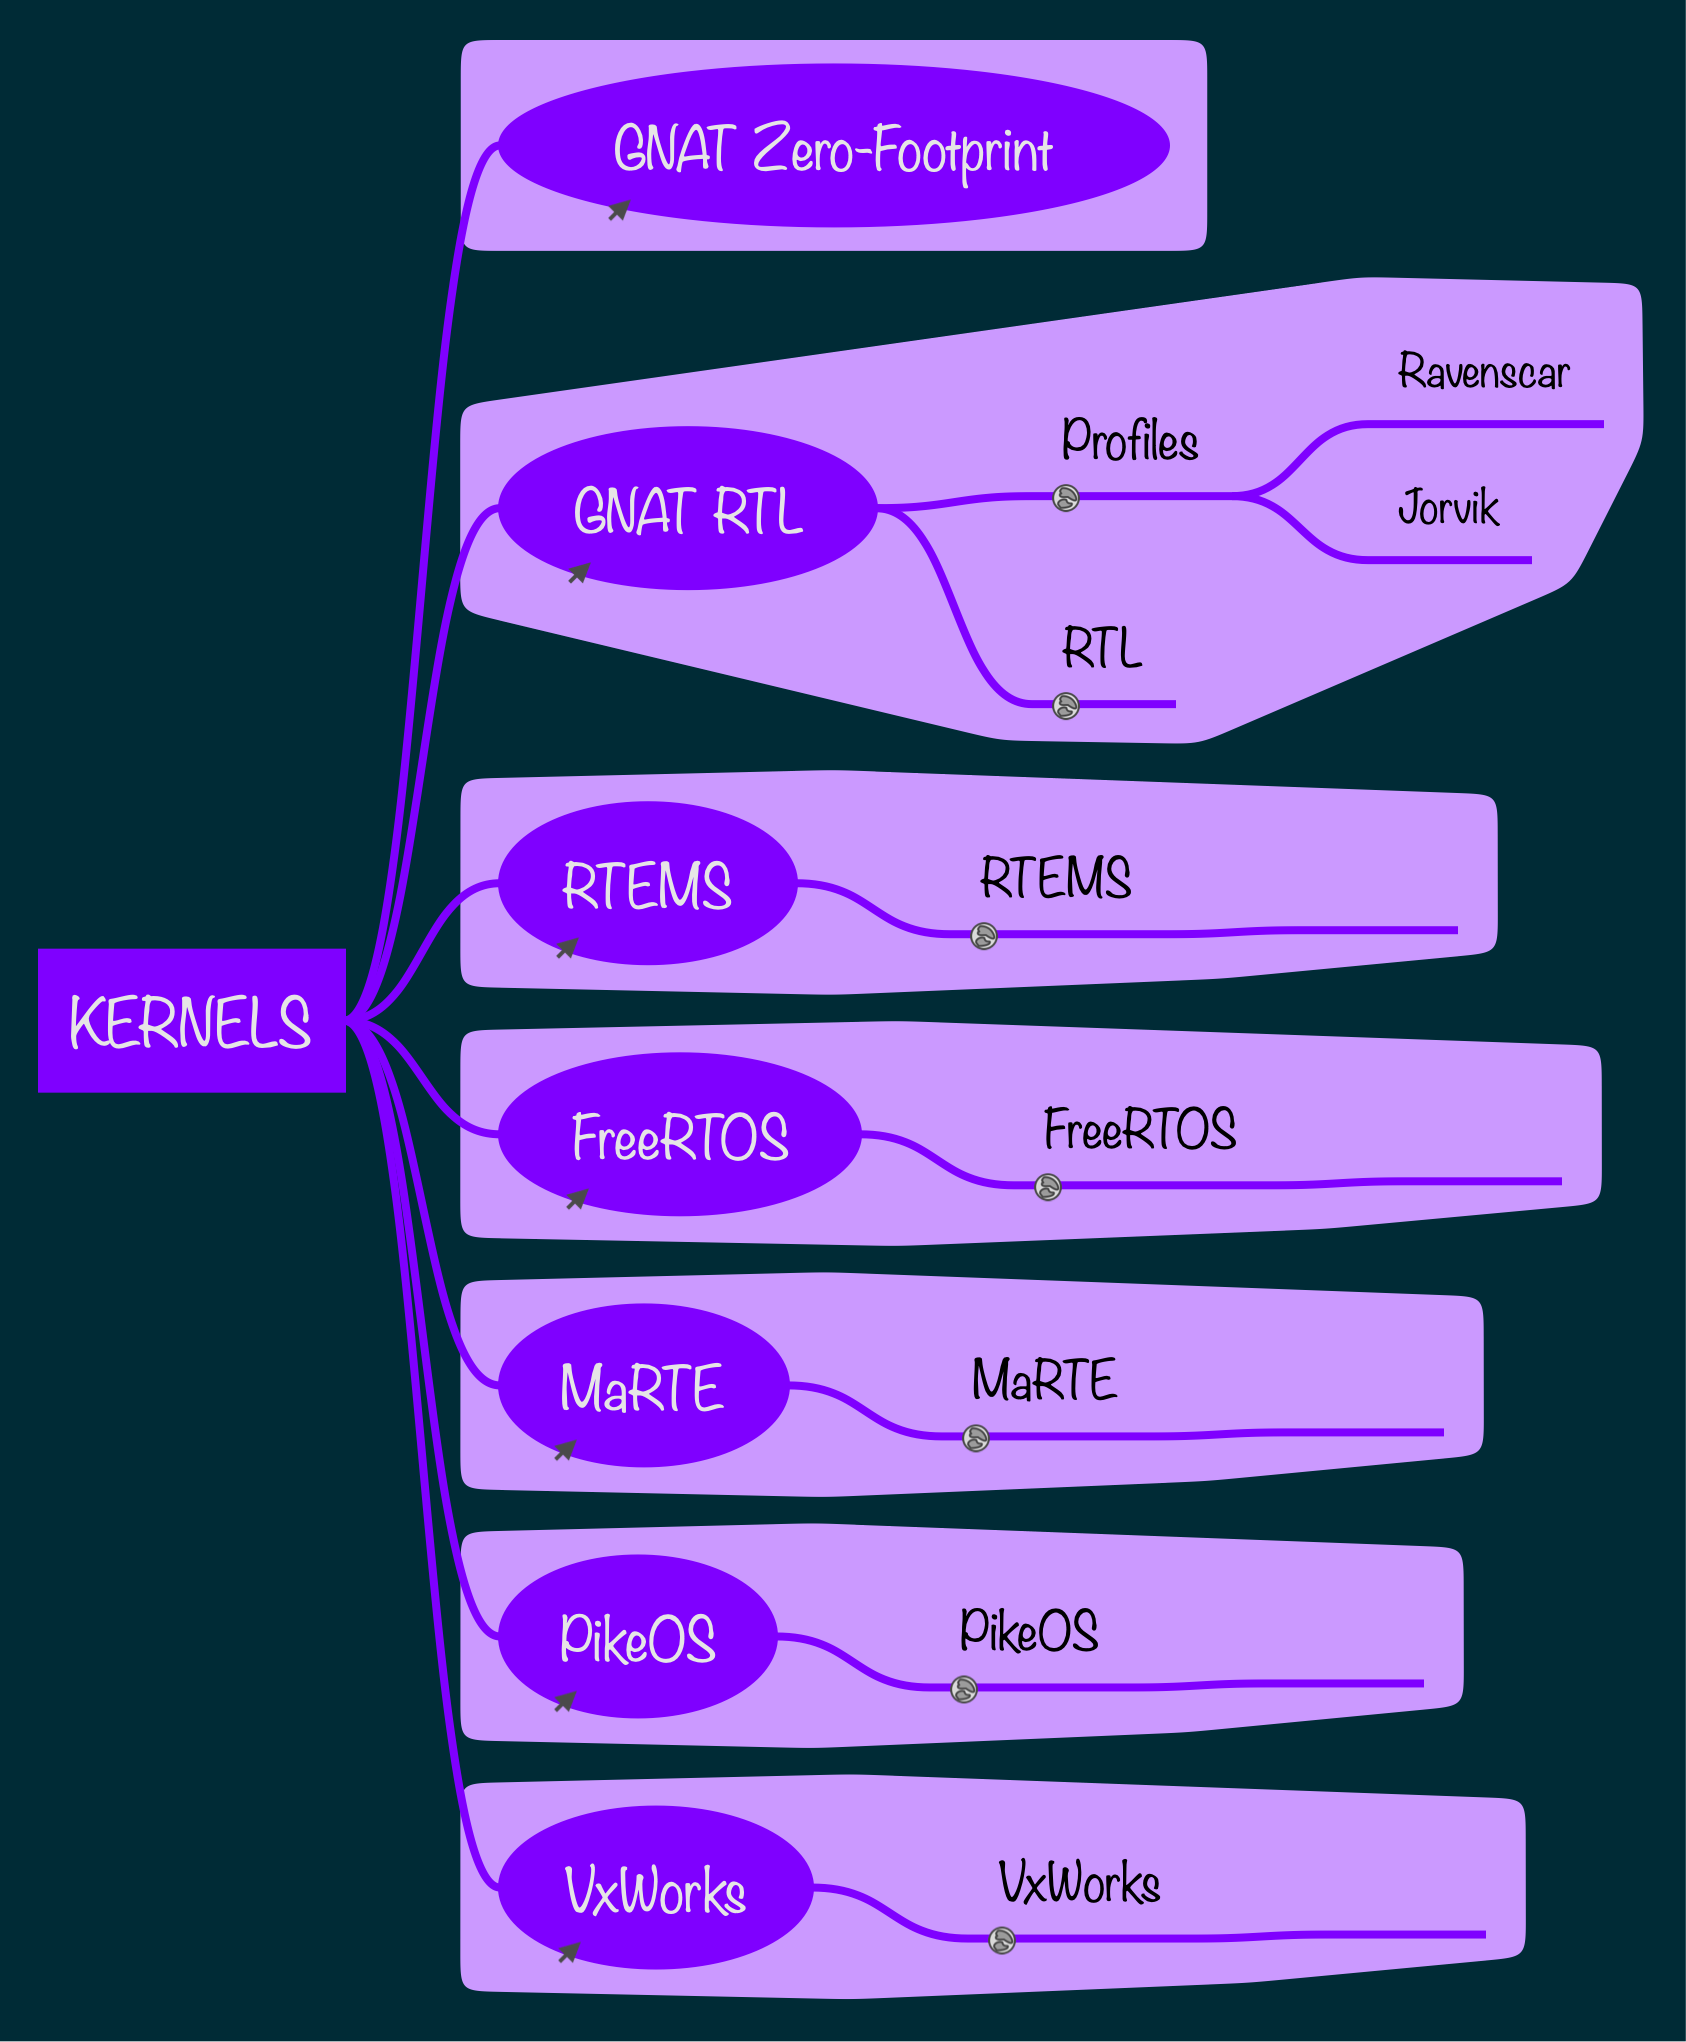 GNAT Zero-Footprint
Ravenscar
Profiles
GNAT RTL
Jorvik
RTL
RTEMS
RTEMS
KERNELS
FreeRTOS
FreeRTOS
MaRTE
MaRTE
PikeOS
PikeOS
VxWorks
VxWorks